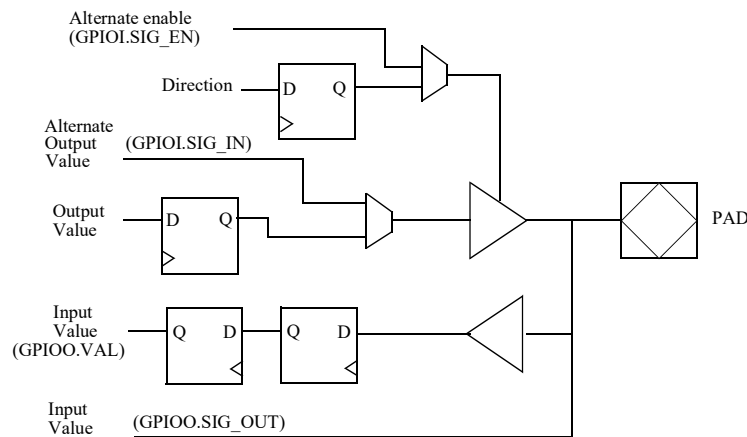 Alternate enable
(GPIOI.SIG_EN)
Direction
D Q
Alternate
Output
Value
(GPIOI.SIG_IN)
Output
Value
D Q
PAD
Input
Value
(GPIOO.VAL)
Q D Q D
Input
Value
(GPIOO.SIG_OUT)